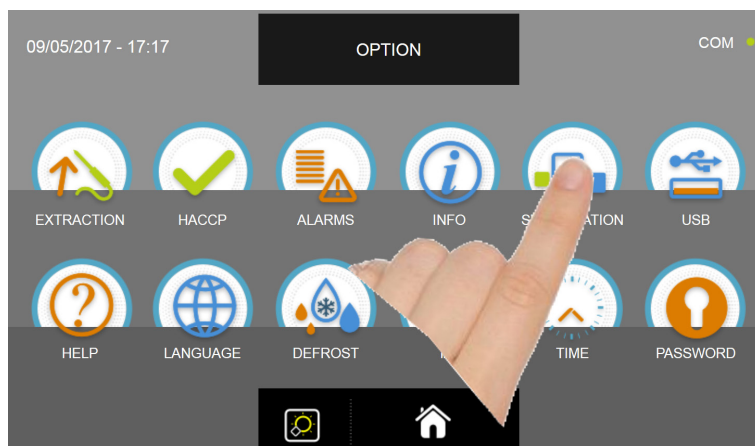 09/05/2017 - 17:17
OPTION
COM
EXTRACTION
HACCP
ALARMS
INFO
USB
HELP
LANGUAGE
DEFROST
TIME
PASSWORD